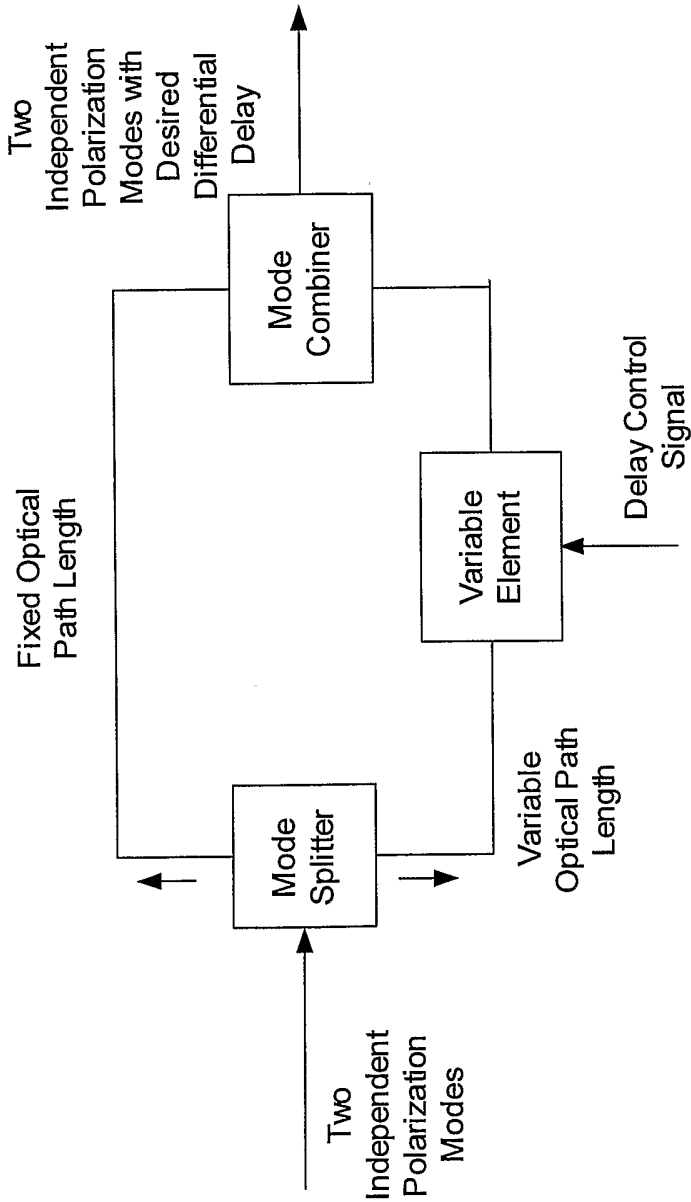 Two
Independent
Polarization
Modes
Mode
Splitter
Fixed Optical
Path Length
Variable
Optical Path
Length
Variable
Element
Delay Control
Signal
Mode
Combiner
Two
Independent
Polarization
Modes with
Desired
Differential
Delay